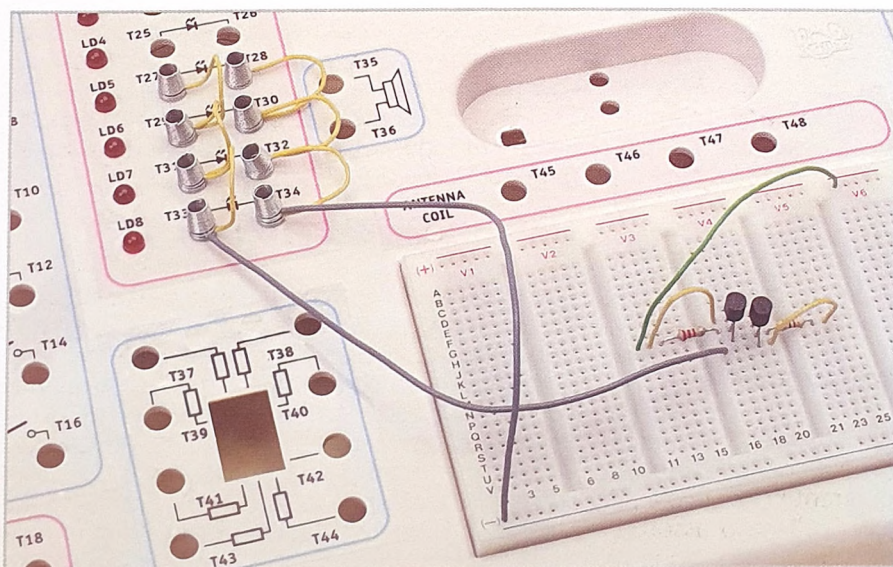 LD4
LD5
LD6
LD7
LD8
T25
T26
T27
T28
T30
T32
T33
T34
T35
T36
T10
T12
T14
T16
T18
T37
T38
T39
T40
T41
T42
T43
T44
T45
T46
T47
T48
ANTENNA
COIL
(+)
V1
V2
V3
V4
V5
V6
A
B
C
D
E
F
G
H
J
K
L
N
P
Q
R
S
T
U
V
(-)
3
5
6
8
10
11
13
15
16
18
20
21
23
25